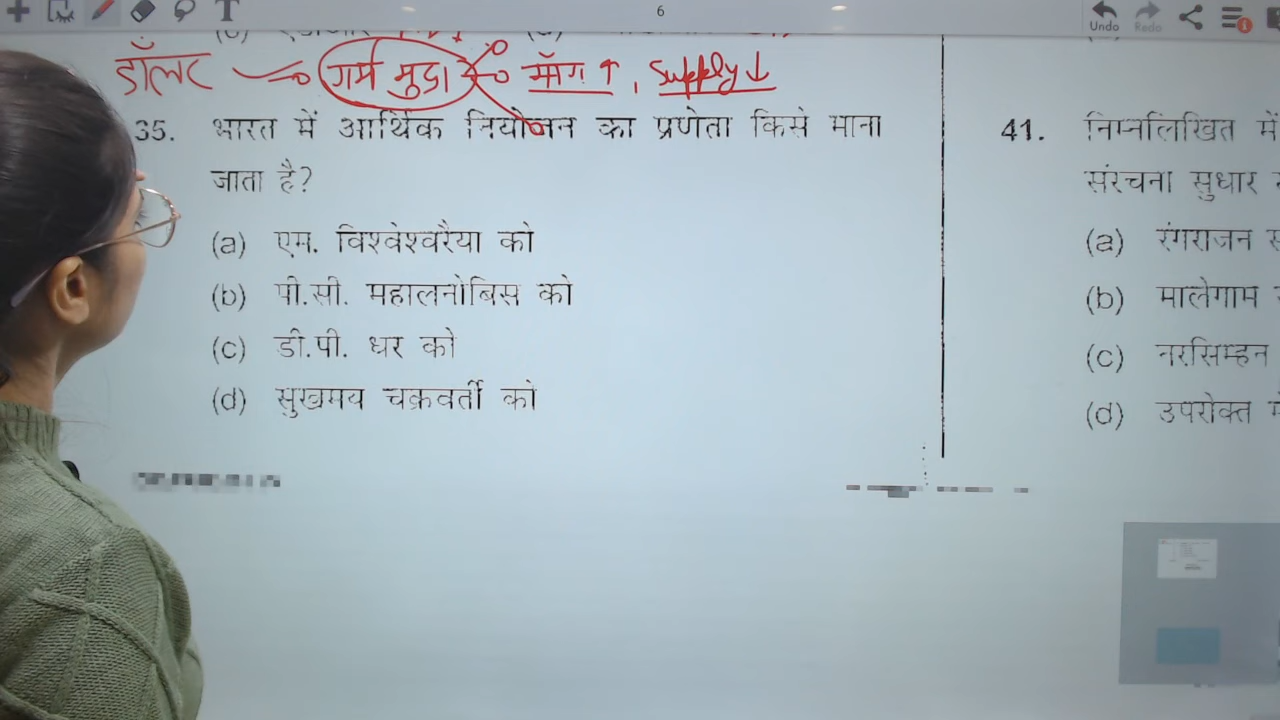 T
6
Undo
Redo
डॉलर गर्म मुद्रा माँग ↑, Supply ↓
35. भारत में आर्थिक नियोजन का प्रणेता किसे माना
जाता है?
(a) एम. विश्वेश्वरैया को
(b) पी.सी. महालनोबिस को
(c) डी.पी. धर को
(d) सुखमय चक्रवर्ती को
41. निम्नलिखित में
संरचना सुधार
(a) रंगराजन
(b) मालेगाम
(c) नरसिम्हन
(d) उपरोक्त